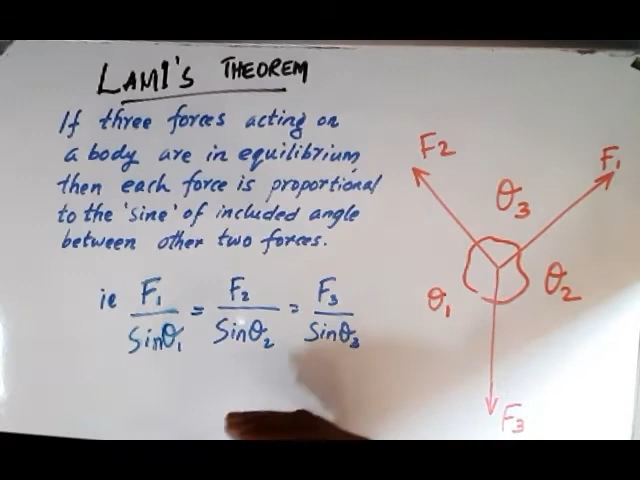 LAMI'S THEOREM
If three forces acting on
a body are in equilibrium,
then each force is proportional
to the 'sine' of included angle
between other two forces.
ie F₁/Sinθ₁ = F₂/Sinθ₂ = F₃/Sinθ₃
F2
F₁
θ₃
θ₁
θ₂
F₃